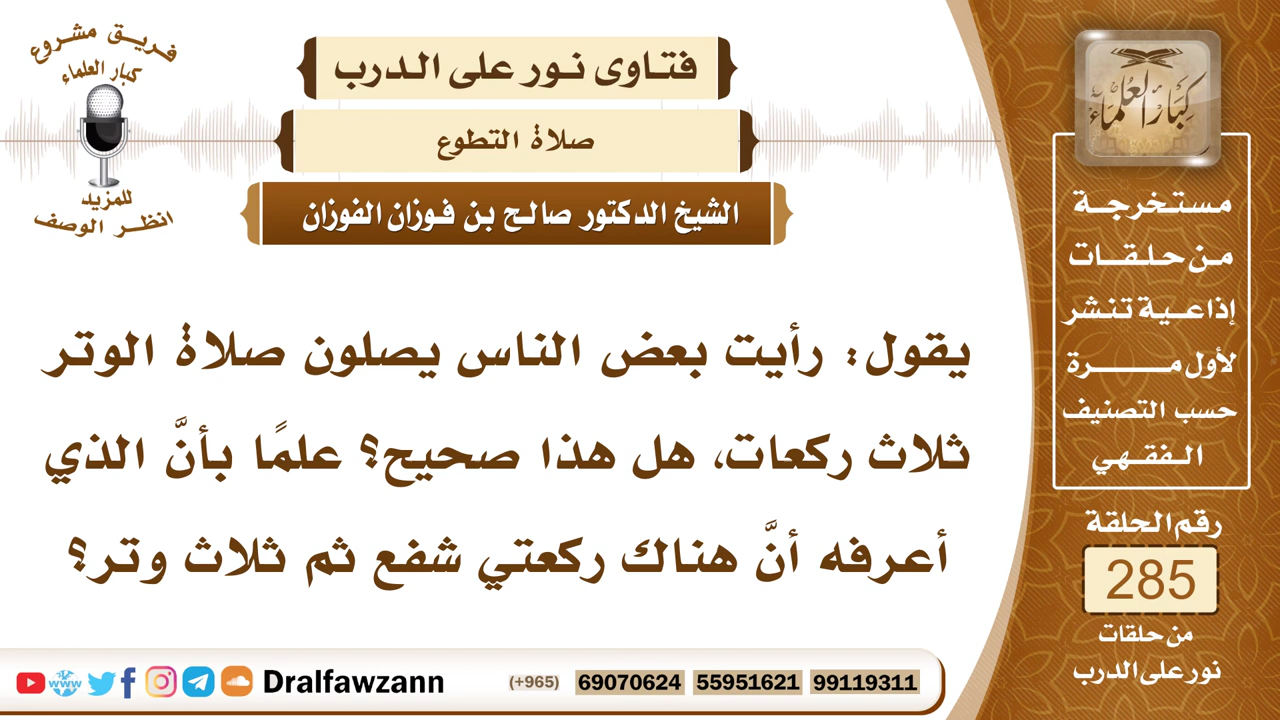 فريق مشروع
كبار العلماء
للمزيد
انظر الوصف
فتاوى نور على الدرب
صلاة التطوع
الشيخ الدكتور صالح بن فوزان الفوزان
يقول: رأيت بعض الناس يصلون صلاة الوتر
ثلاث ركعات، هل هذا صحيح؟ علمًا بأنَّ الذي
أعرفه أنَّ هناك ركعتي شفع ثم ثلاث وتر؟
كبار العلماء
مستخرجة
من حلقات
إذاعية تنشر
لأول مرة
حسب التصنيف
الفقهي
رقم الحلقة
285
من حلقات
نور على الدرب
www Dralfawzann (+965) 69070624 55951621 99119311